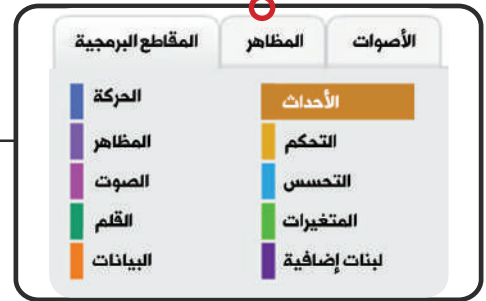 المقاطع البرمجية المظاهر الأصوات
الحركة الأحداث
المظاهر التحكم
الصوت التحسس
القلم المتغيرات
البيانات لبنات إضافية